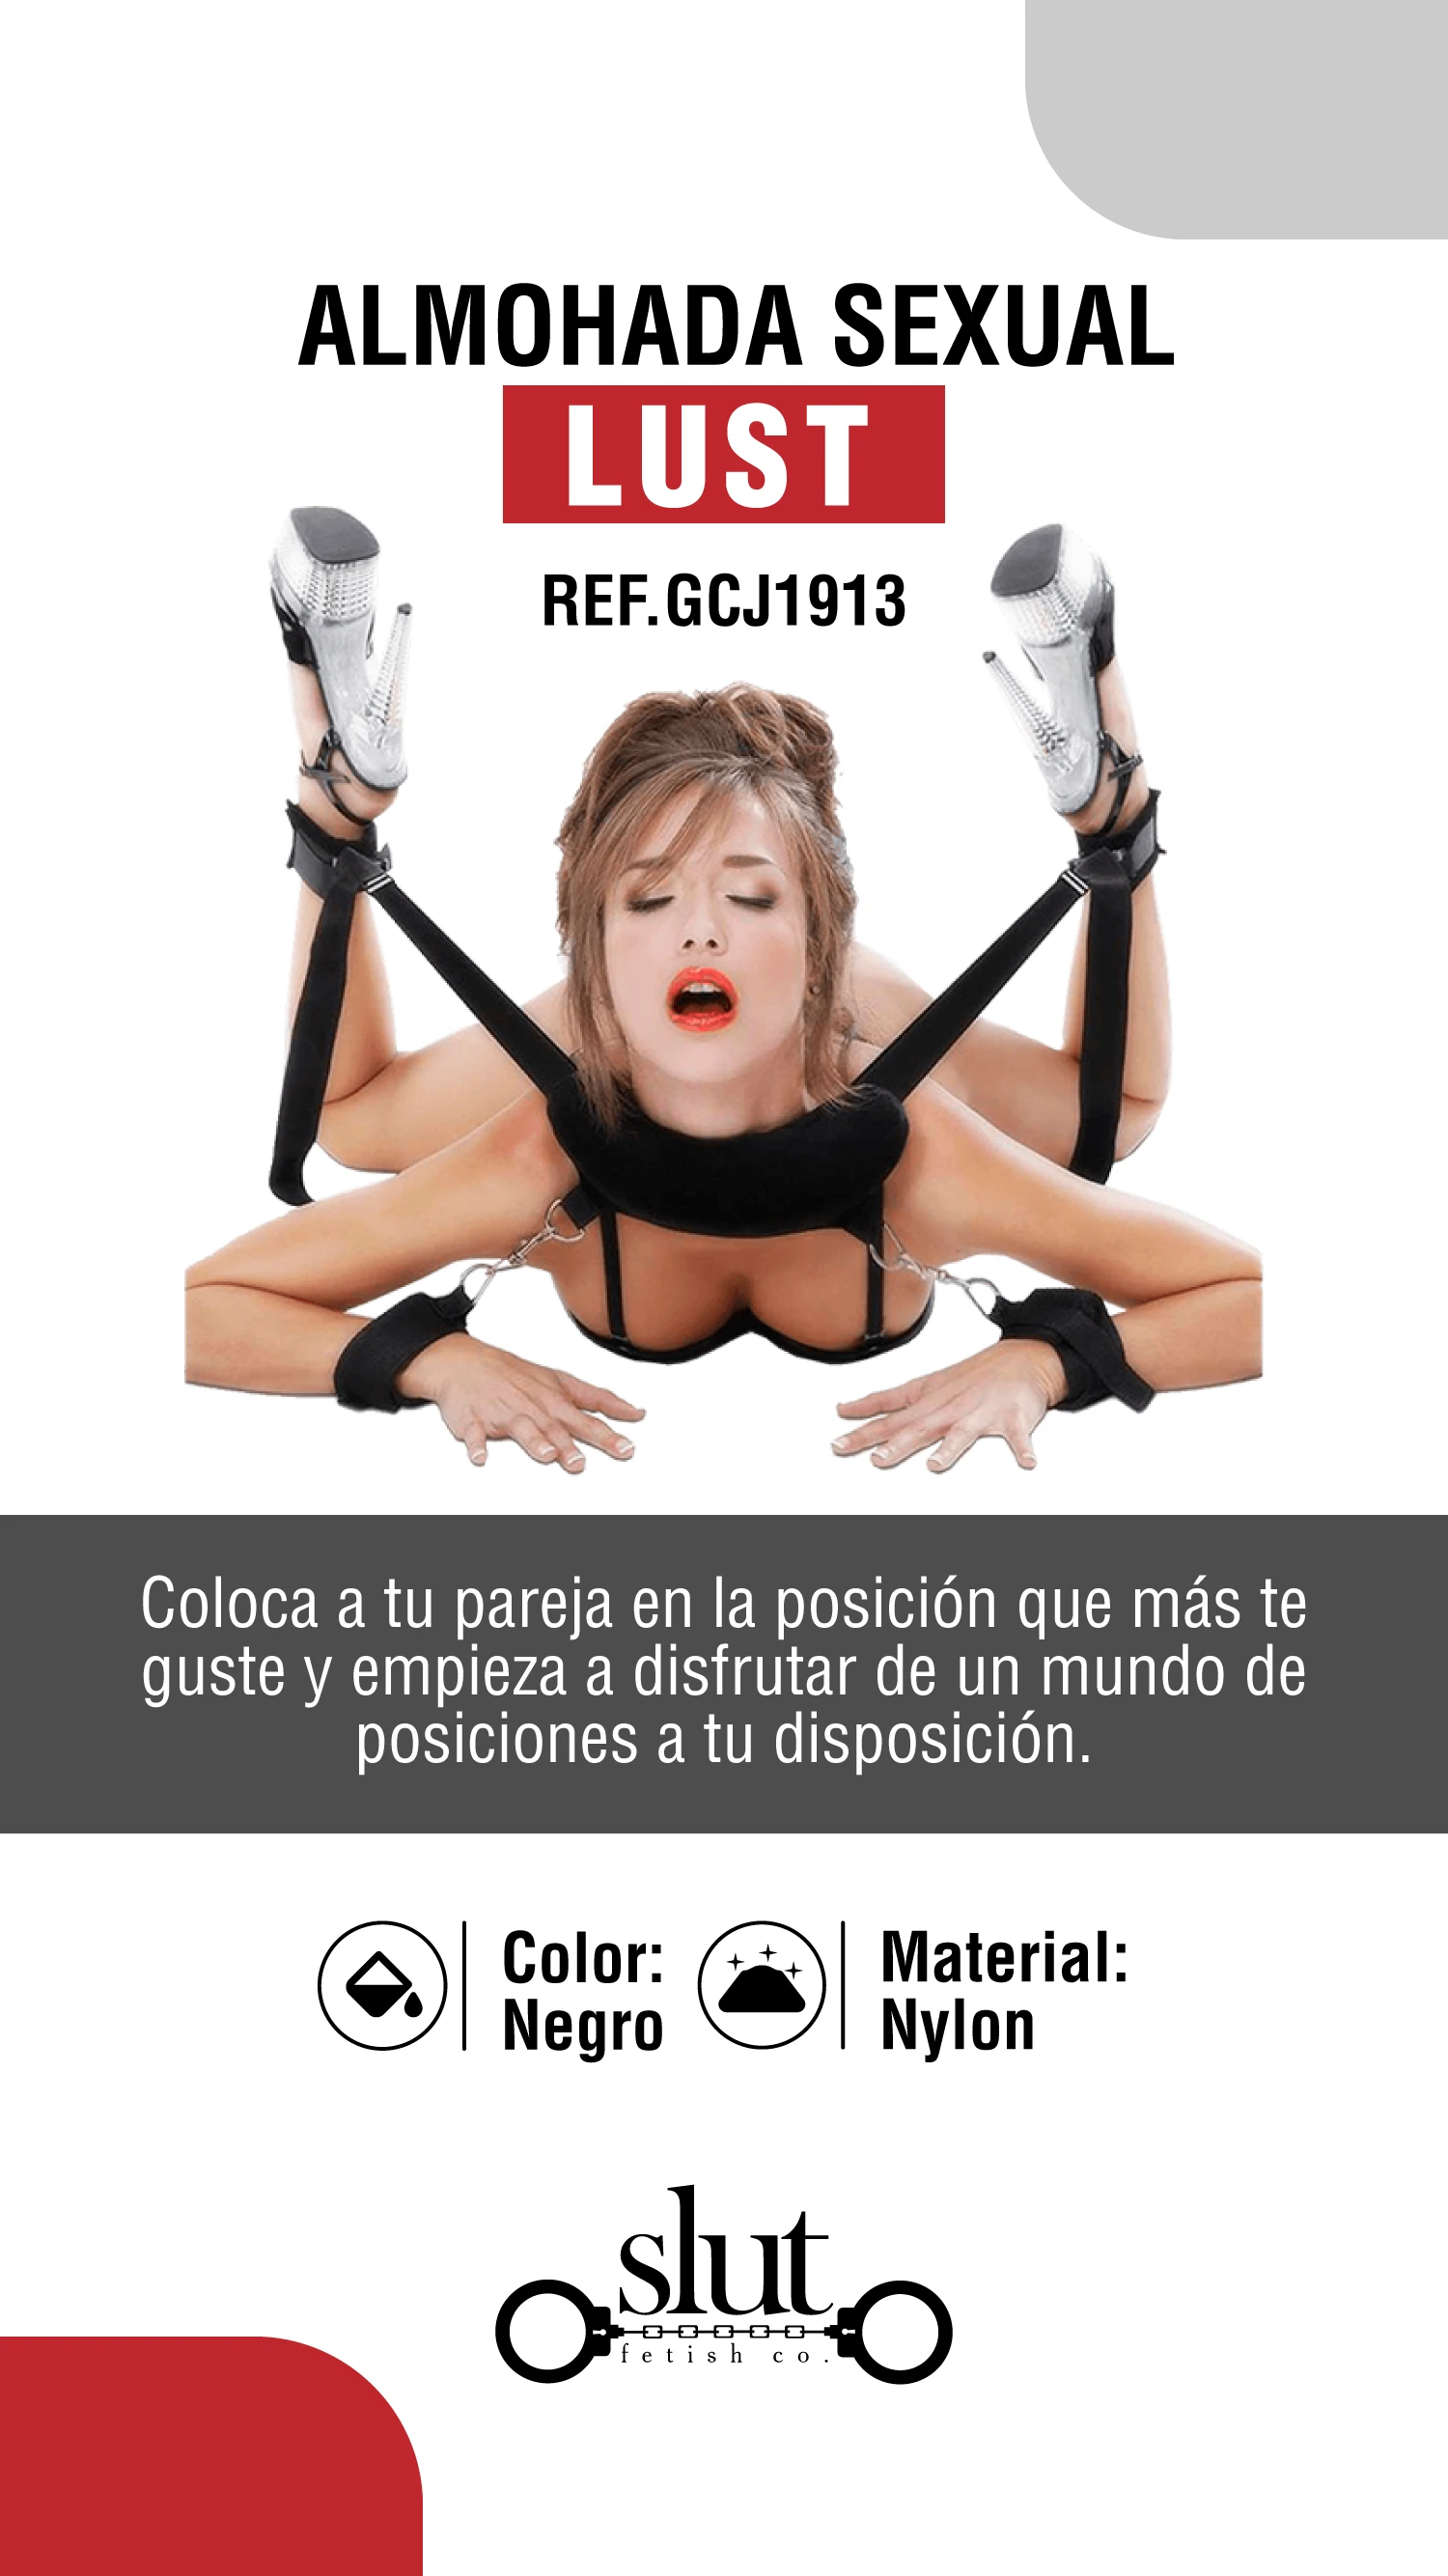 ALMOHADA SEXUAL
LUST
REF.GCJ1913
Coloca a tu pareja en la posición que más te
guste y empieza a disfrutar de un mundo de
posiciones a tu disposición.
Color:
Negro
Material:
Nylon
slut
fetish co.